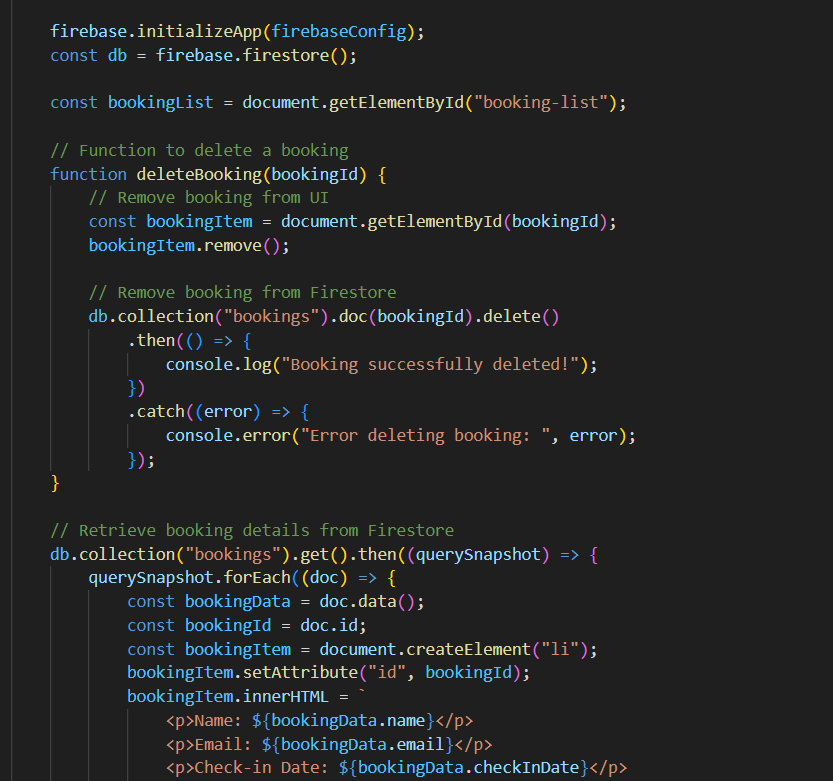 firebase.initializeApp(firebaseConfig);
const db = firebase.firestore();

const bookingList = document.getElementById("booking-list");

// Function to delete a booking
function deleteBooking(bookingId) {
    // Remove booking from UI
    const bookingItem = document.getElementById(bookingId);
    bookingItem.remove();

    // Remove booking from Firestore
    db.collection("bookings").doc(bookingId).delete()
        .then(() => {
            console.log("Booking successfully deleted!");
        })
        .catch((error) => {
            console.error("Error deleting booking: ", error);
        });
}

// Retrieve booking details from Firestore
db.collection("bookings").get().then((querySnapshot) => {
    querySnapshot.forEach((doc) => {
        const bookingData = doc.data();
        const bookingId = doc.id;
        const bookingItem = document.createElement("li");
        bookingItem.setAttribute("id", bookingId);
        bookingItem.innerHTML = `
            <p>Name: ${bookingData.name}</p>
            <p>Email: ${bookingData.email}</p>
            <p>Check-in Date: ${bookingData.checkInDate}</p>